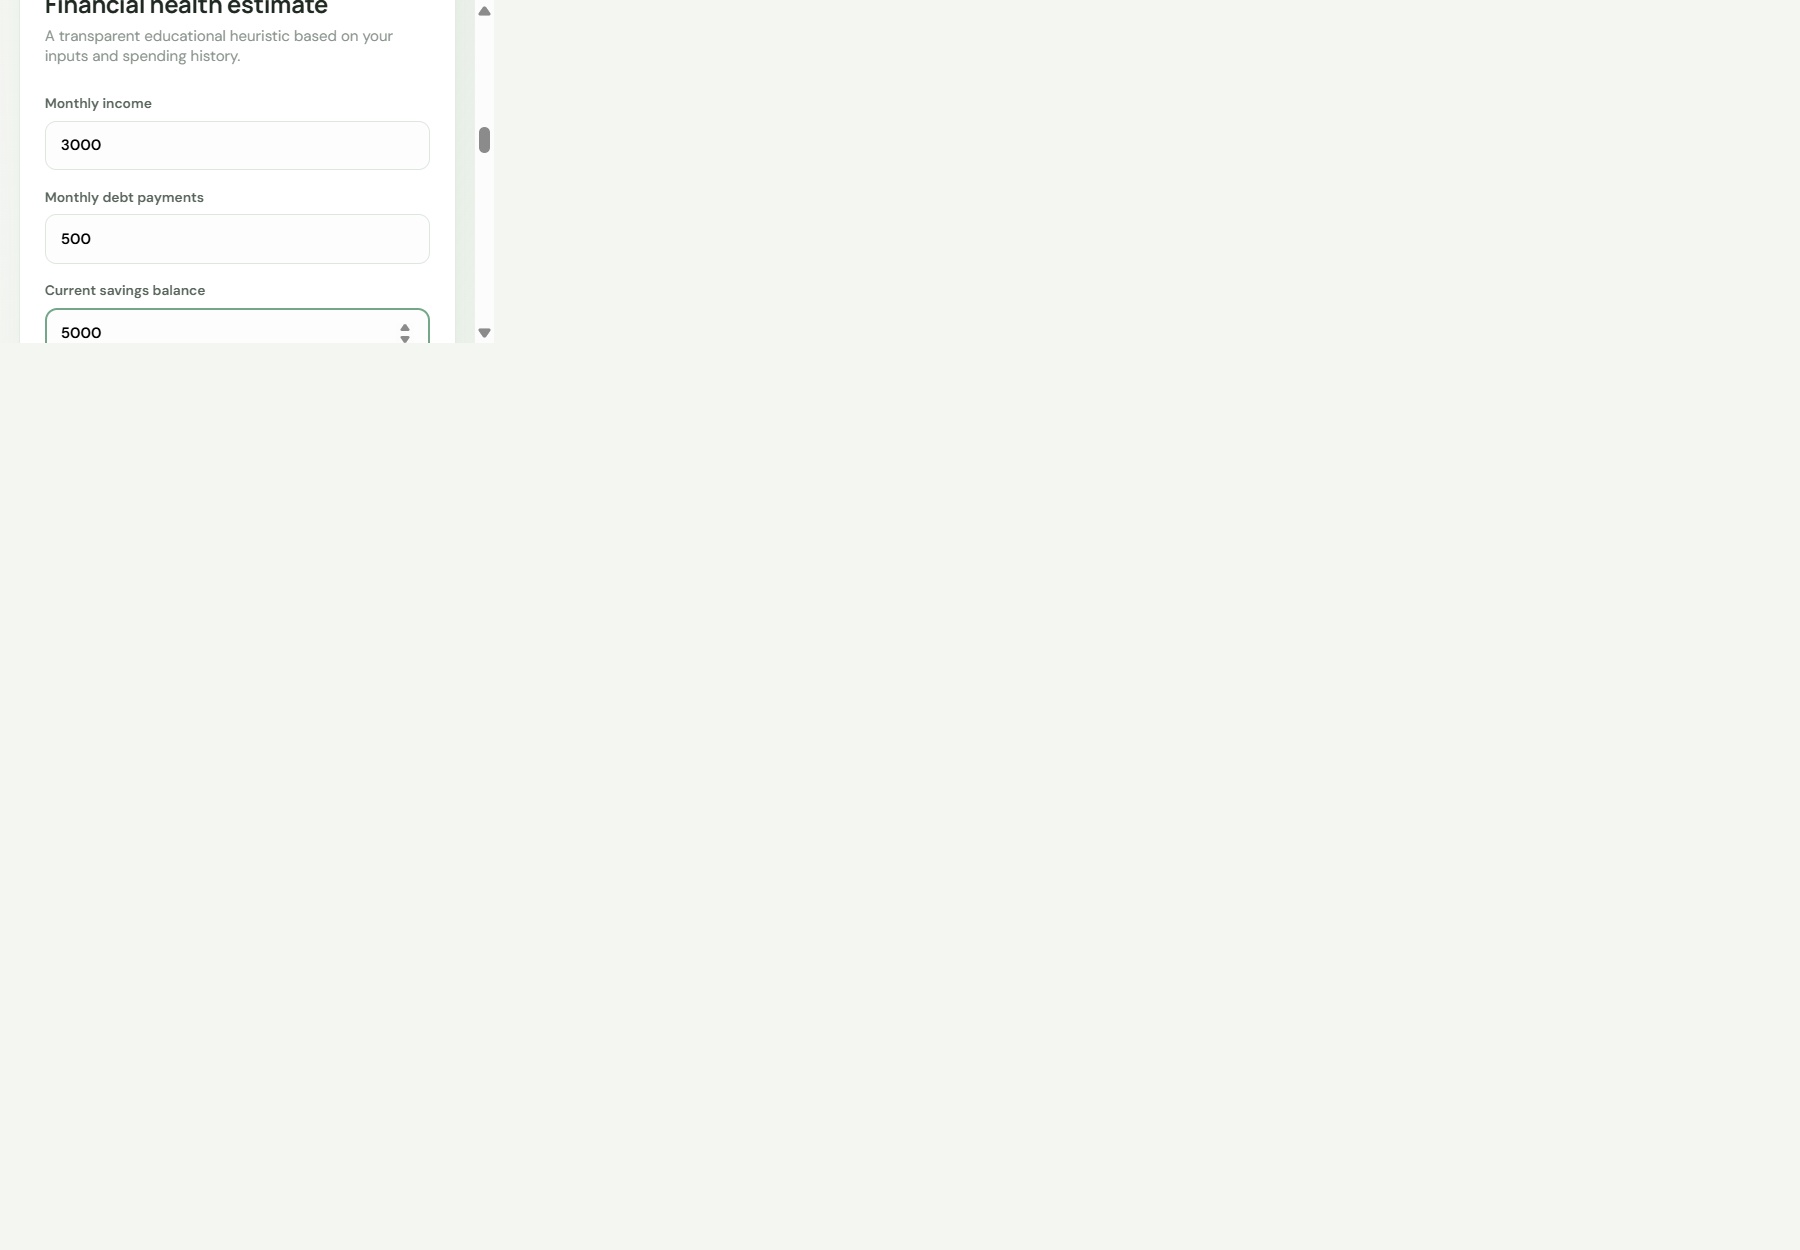 Financial health estimate
A transparent educational heuristic based on your
inputs and spending history.
Monthly income
3000
Monthly debt payments
500
Current savings balance
5000